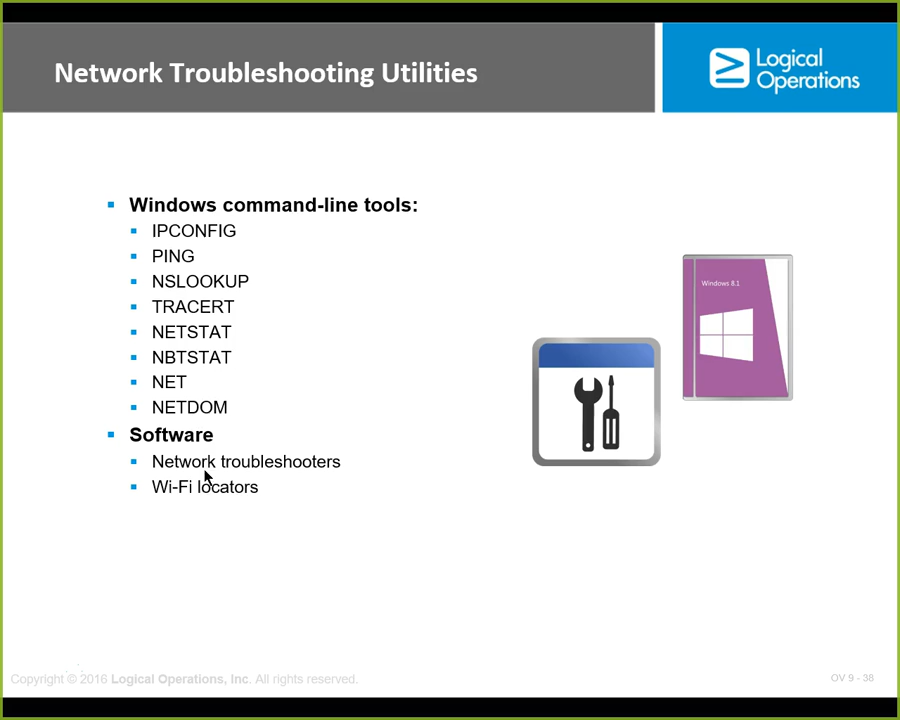 Network Troubleshooting Utilities
Logical
Operations
Windows command-line tools:
IPCONFIG
PING
NSLOOKUP
TRACERT
NETSTAT
NBTSTAT
NET
NETDOM
Software
Network troubleshooters
Wi-Fi locators
Windows 8.1
Copyright © 2016 Logical Operations, Inc. All rights reserved.
OV 9 - 38